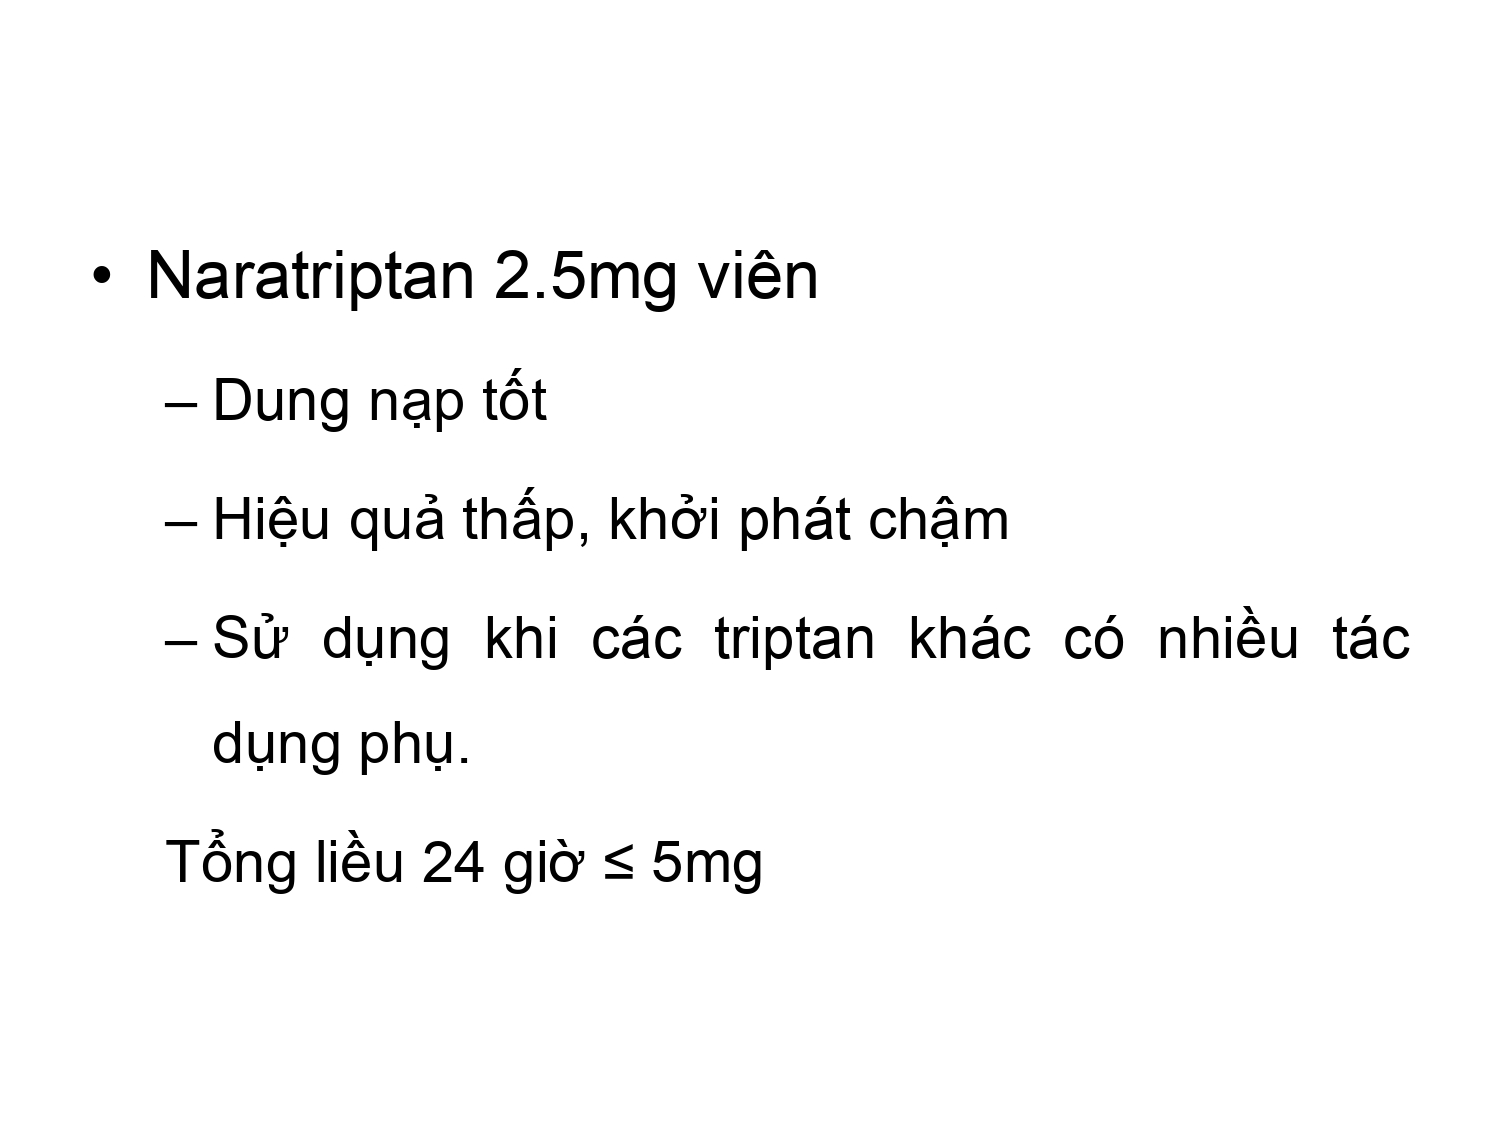 • Naratriptan 2.5mg viên
– Dung nạp tốt
– Hiệu quả thấp, khởi phát chậm
– Sử dụng khi các triptan khác có nhiều tác
dụng phụ.
Tổng liều 24 giờ ≤ 5mg